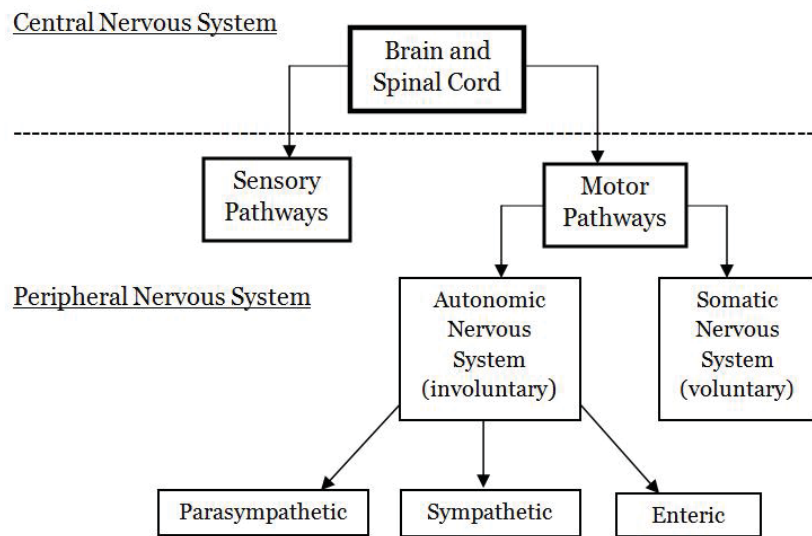 Central Nervous System
Brain and
Spinal Cord
Sensory
Pathways
Motor
Pathways
Peripheral Nervous System
Autonomic
Nervous
System
(involuntary)
Somatic
Nervous
System
(voluntary)
Parasympathetic
Sympathetic
Enteric